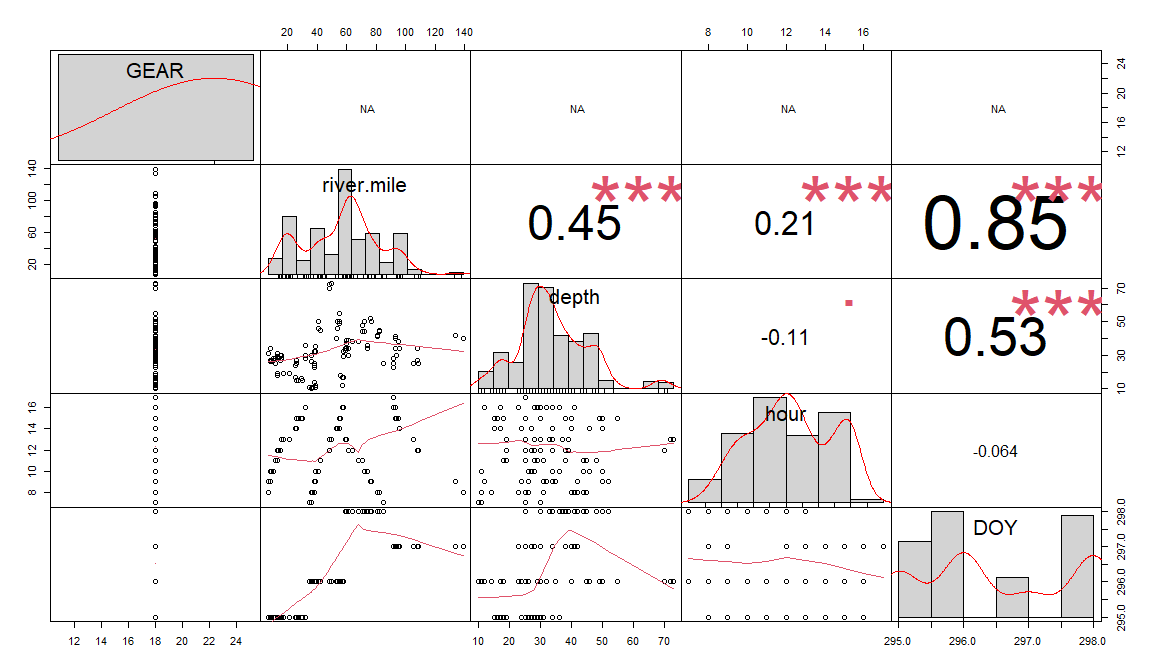 20 40 60 80 100 120 140 8 10 12 14 16
GEAR NA NA NA NA 12 16 20 24
20 60 100 140 river.mile 0.45 *** 0.21 *** 0.85 ***
depth -0.11 . 0.53 *** 10 30 50 70
8 10 12 14 16 hour -0.064
DOY 295.0 296.0 297.0 298.0
12 14 16 18 20 22 24 10 20 30 40 50 60 70 295.0 296.0 297.0 298.0